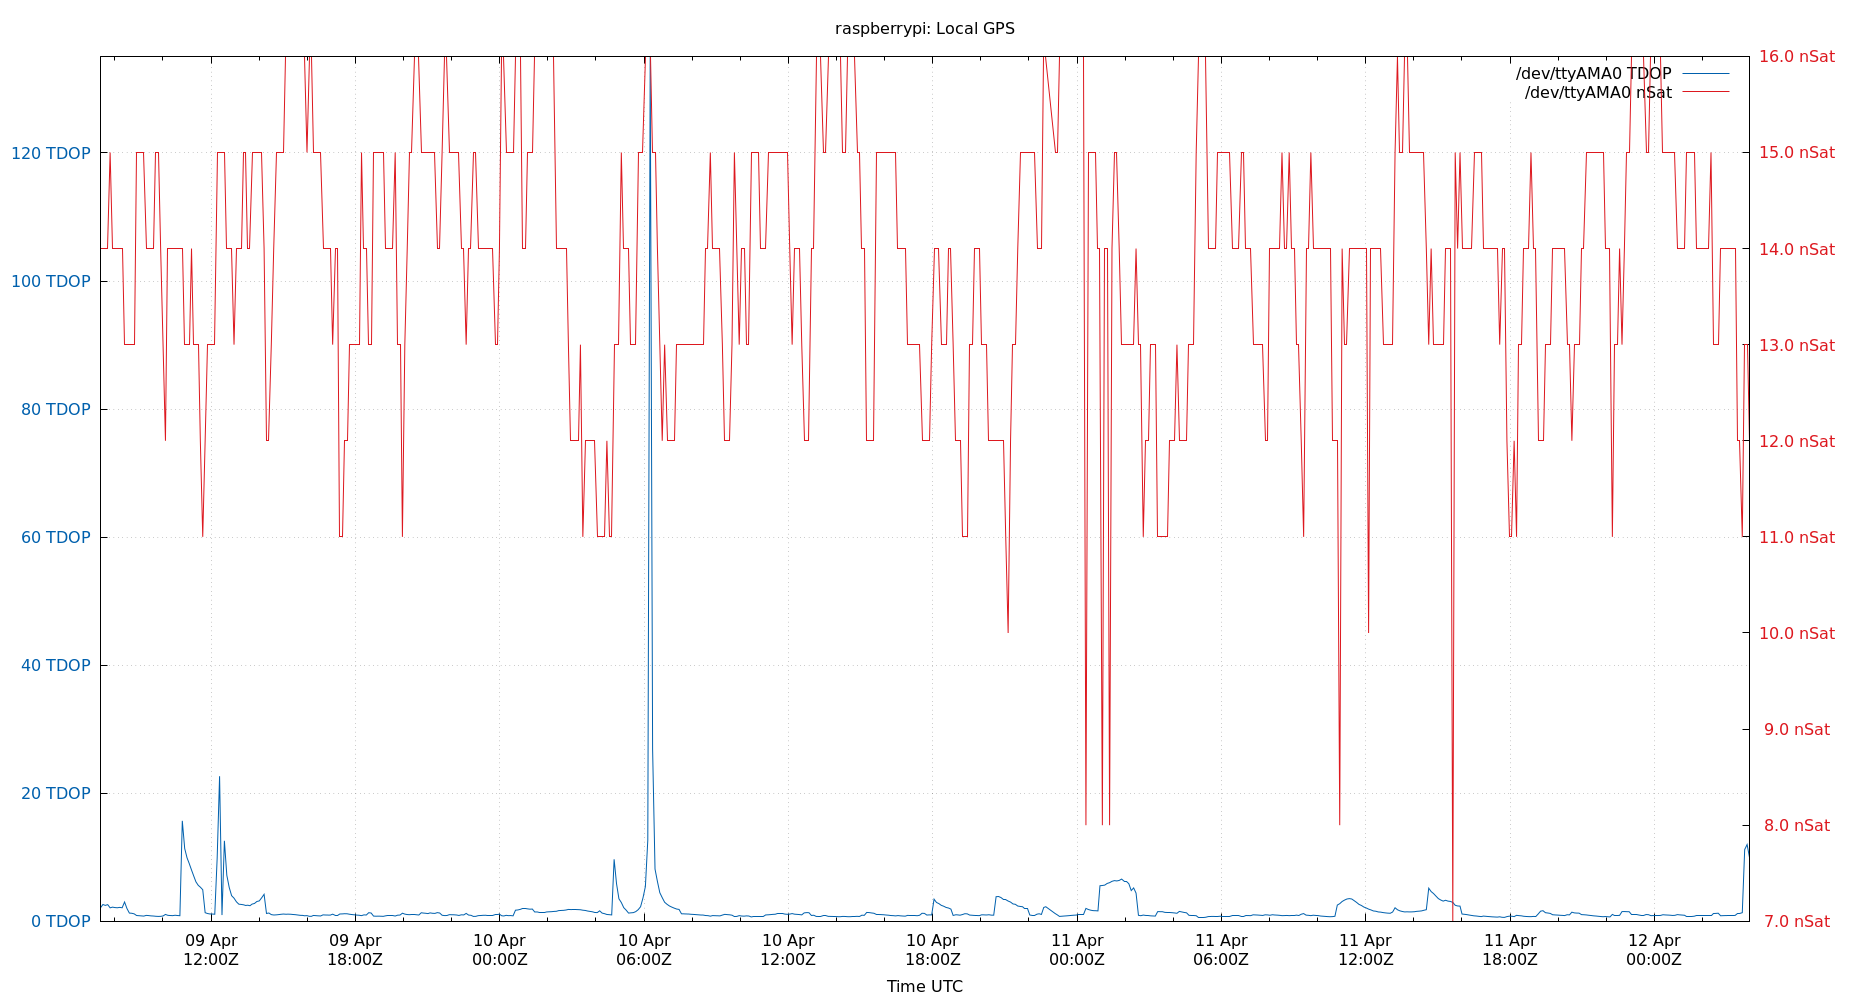 raspberrypi: Local GPS
/dev/ttyAMA0 TDOP
/dev/ttyAMA0 nSat
120 TDOP
100 TDOP
80 TDOP
60 TDOP
40 TDOP
20 TDOP
0 TDOP
16.0 nSat
15.0 nSat
14.0 nSat
13.0 nSat
12.0 nSat
11.0 nSat
10.0 nSat
9.0 nSat
8.0 nSat
7.0 nSat
09 Apr 09 Apr 10 Apr 10 Apr 10 Apr 10 Apr 11 Apr 11 Apr 11 Apr 11 Apr 12 Apr
12:00Z 18:00Z 00:00Z 06:00Z 12:00Z 18:00Z 00:00Z 06:00Z 12:00Z 18:00Z 00:00Z
Time UTC